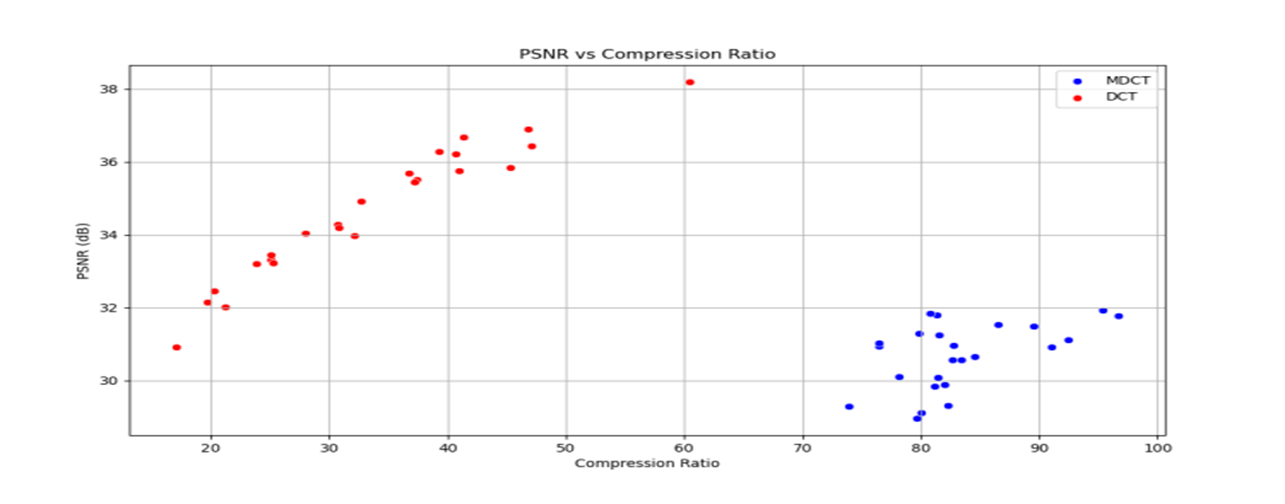 PSNR vs Compression Ratio
MDCT
DCT
38
36
34
32
30
PSNR (dB)
20 30 40 50 60 70 80 90 100
Compression Ratio